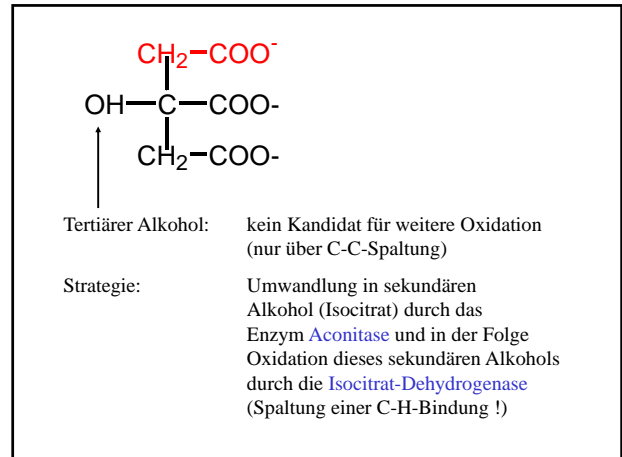 CH2-COO-
OH-C-COO-
CH2-COO-
Tertiärer Alkohol: kein Kandidat für weitere Oxidation
(nur über C-C-Spaltung)
Strategie: Umwandlung in sekundären
Alkohol (Isocitrat) durch das
Enzym Aconitase und in der Folge
Oxidation dieses sekundären Alkohols
durch die Isocitrat-Dehydrogenase
(Spaltung einer C-H-Bindung !)